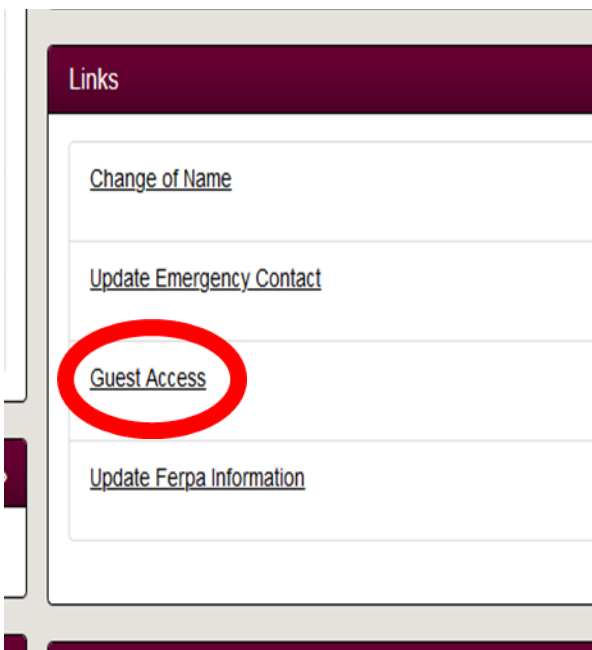 Links
Change of Name
Update Emergency Contact
Guest Access
Update Ferpa Information